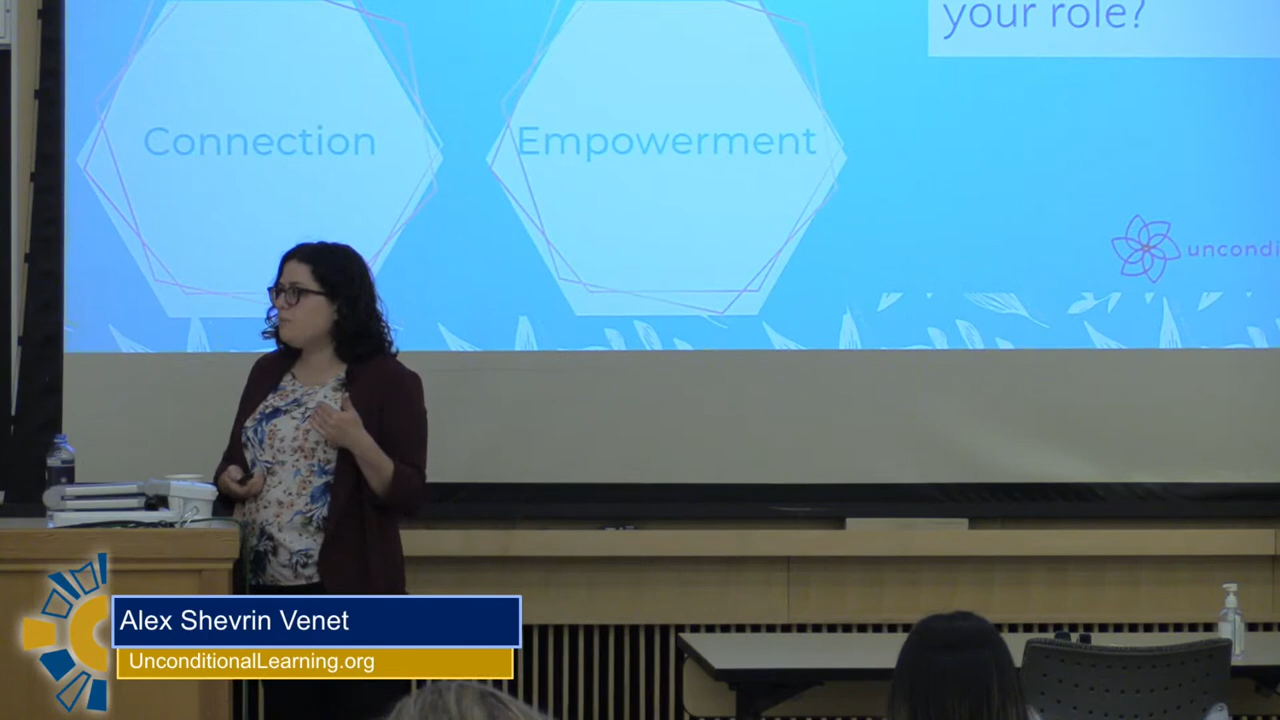 your role?
Connection
Empowerment
uncondi
Alex Shevrin Venet
UnconditionalLearning.org